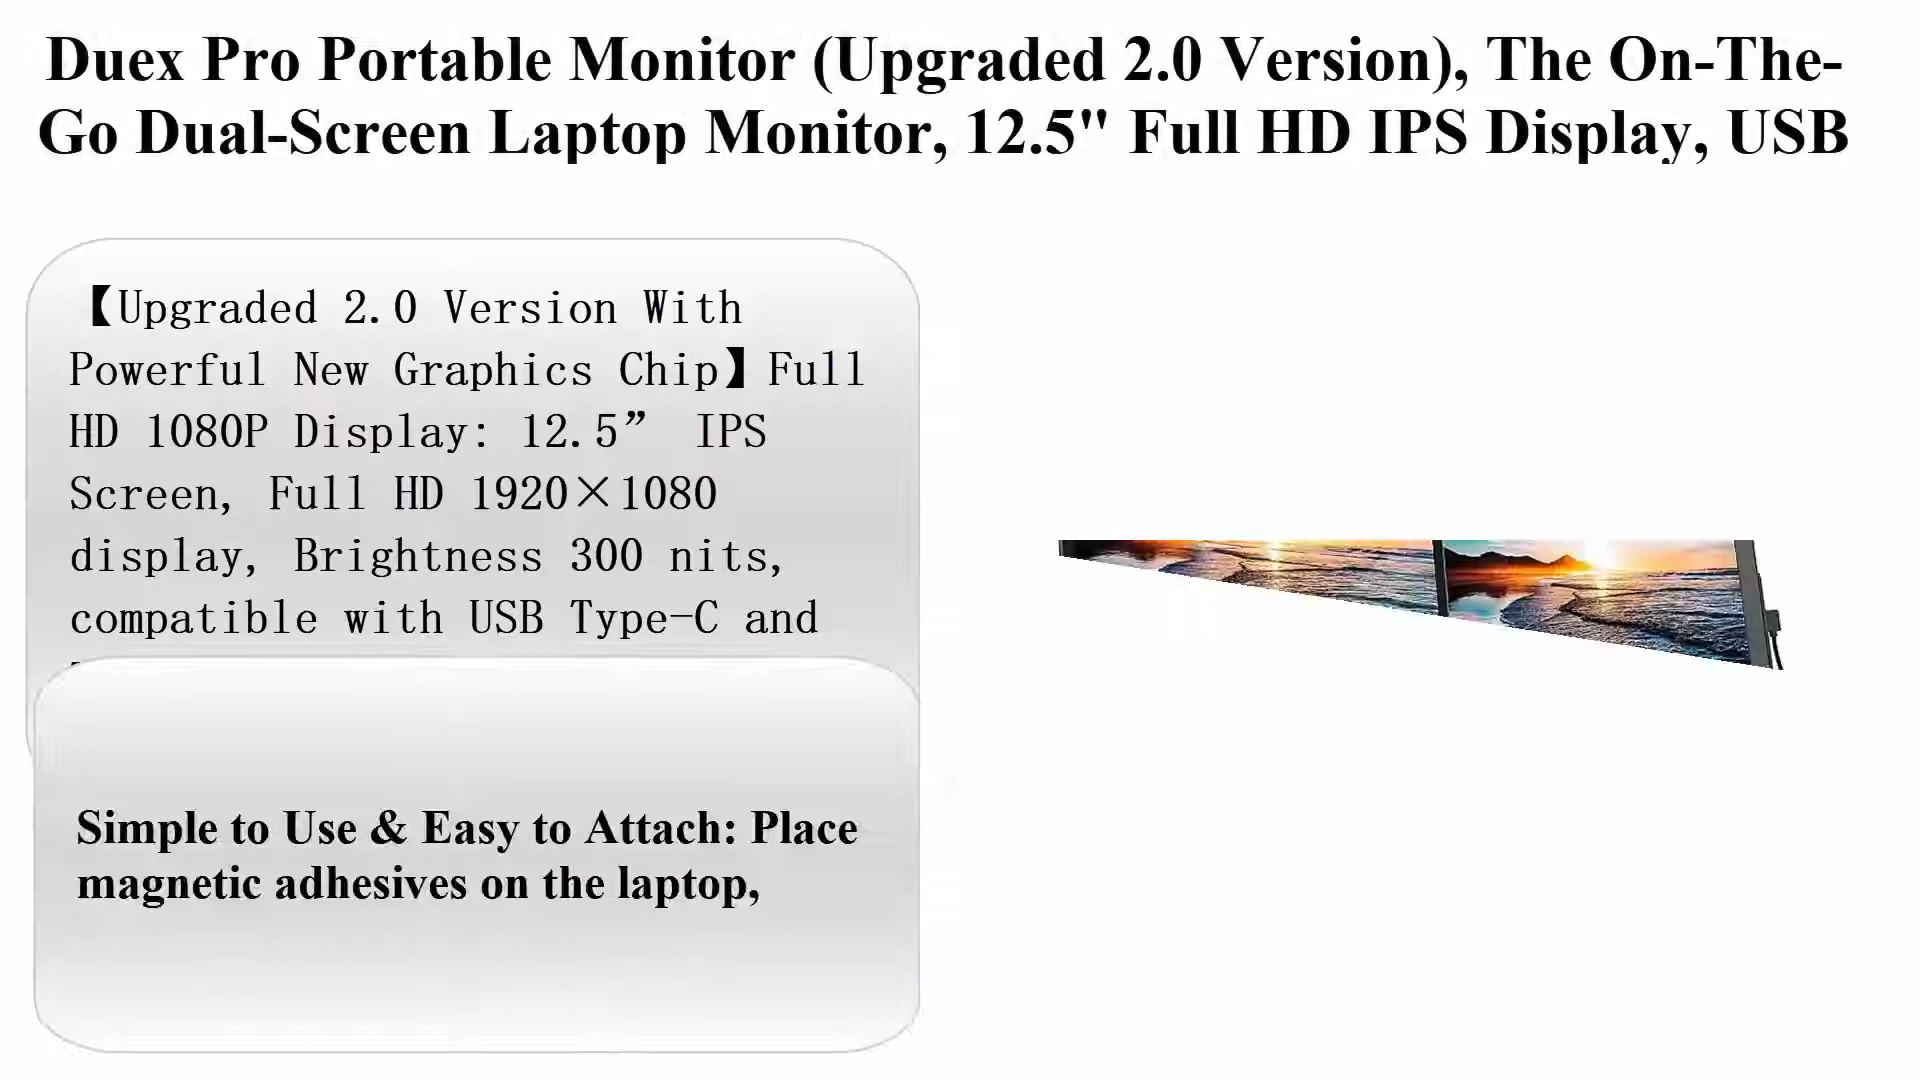 Duex Pro Portable Monitor (Upgraded 2.0 Version), The On-The-
Go Dual-Screen Laptop Monitor, 12.5" Full HD IPS Display, USB
【Upgraded 2.0 Version With
Powerful New Graphics Chip】Full
HD 1080P Display: 12.5” IPS
Screen, Full HD 1920×1080
display, Brightness 300 nits,
compatible with USB Type-C and
Simple to Use & Easy to Attach: Place
magnetic adhesives on the laptop,